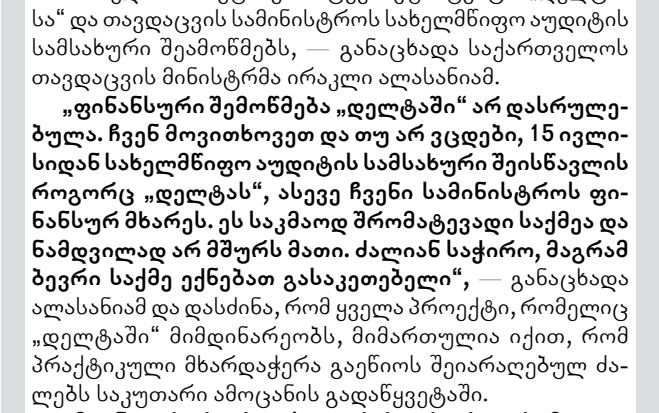 სა“ და თავდაცვის სამინისტროს სახელმწიფო აუდიტის
სამსახური შეამოწმებს, — განაცხადა საქართველოს
თავდაცვის მინისტრმა ირაკლი ალასანიამ.
„ფინანსური შემოწმება „დელტაში“ არ დასრულე-
ბულა. ჩვენ მოვითხოვეთ და თუ არ ვცდები, 15 ივლი-
სიდან სახელმწიფო აუდიტის სამსახური შეისწავლის
როგორც „დელტას“, ასევე ჩვენი სამინისტროს ფი-
ნანსურ მხარეს. ეს საკმაოდ შრომატევადი საქმეა და
ნამდვილად არ მშურს მათი. ძალიან საჭირო, მაგრამ
ბევრი საქმე ექნებათ გასაკეთებელი“, — განაცხადა
ალასანიამ და დასძინა, რომ ყველა პროექტი, რომელიც
„დელტაში“ მიმდინარეობს, მიმართულია იქით, რომ
პრაქტიკული მხარდაჭერა გაეწიოს შეიარაღებულ ძა-
ლებს საკუთარი ამოცანის გადაწყვეტაში.